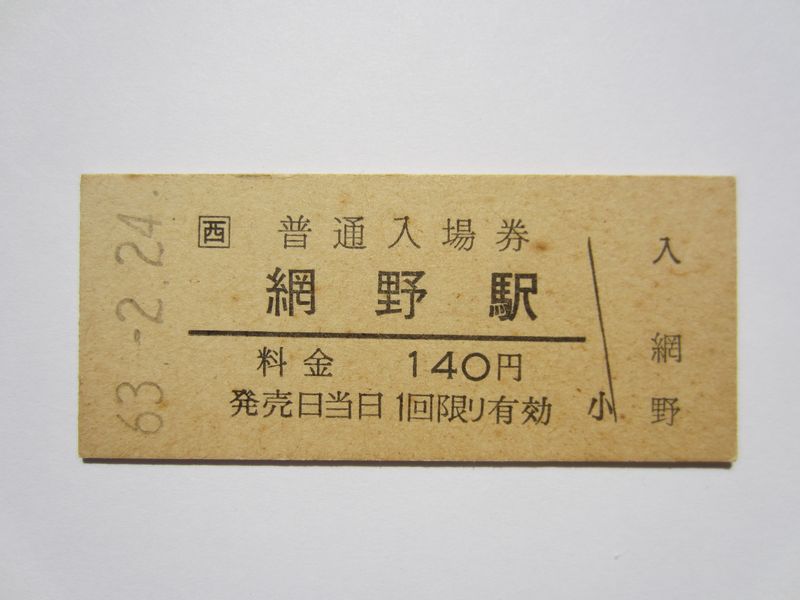 63.-2.24.
西 普通入場券
網野駅
料金 140円
発売日当日1回限り有効
小
入
網
野